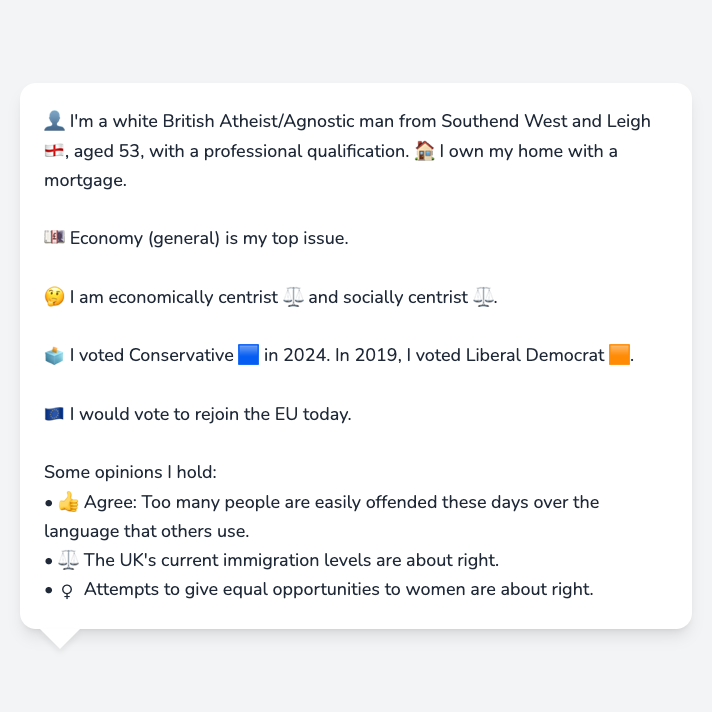 👤 I'm a white British Atheist/Agnostic man from Southend West and Leigh
🏴󠁧󠁢󠁥󠁮󠁧󠁿, aged 53, with a professional qualification. 🏠 I own my home with a
mortgage.
💷 Economy (general) is my top issue.
🤔 I am economically centrist ⚖️ and socially centrist ⚖️.
🗳️ I voted Conservative 🟦 in 2024. In 2019, I voted Liberal Democrat 🟧.
🇪🇺 I would vote to rejoin the EU today.
Some opinions I hold:
• 👍 Agree: Too many people are easily offended these days over the
language that others use.
• ⚖️ The UK's current immigration levels are about right.
• ♀ Attempts to give equal opportunities to women are about right.